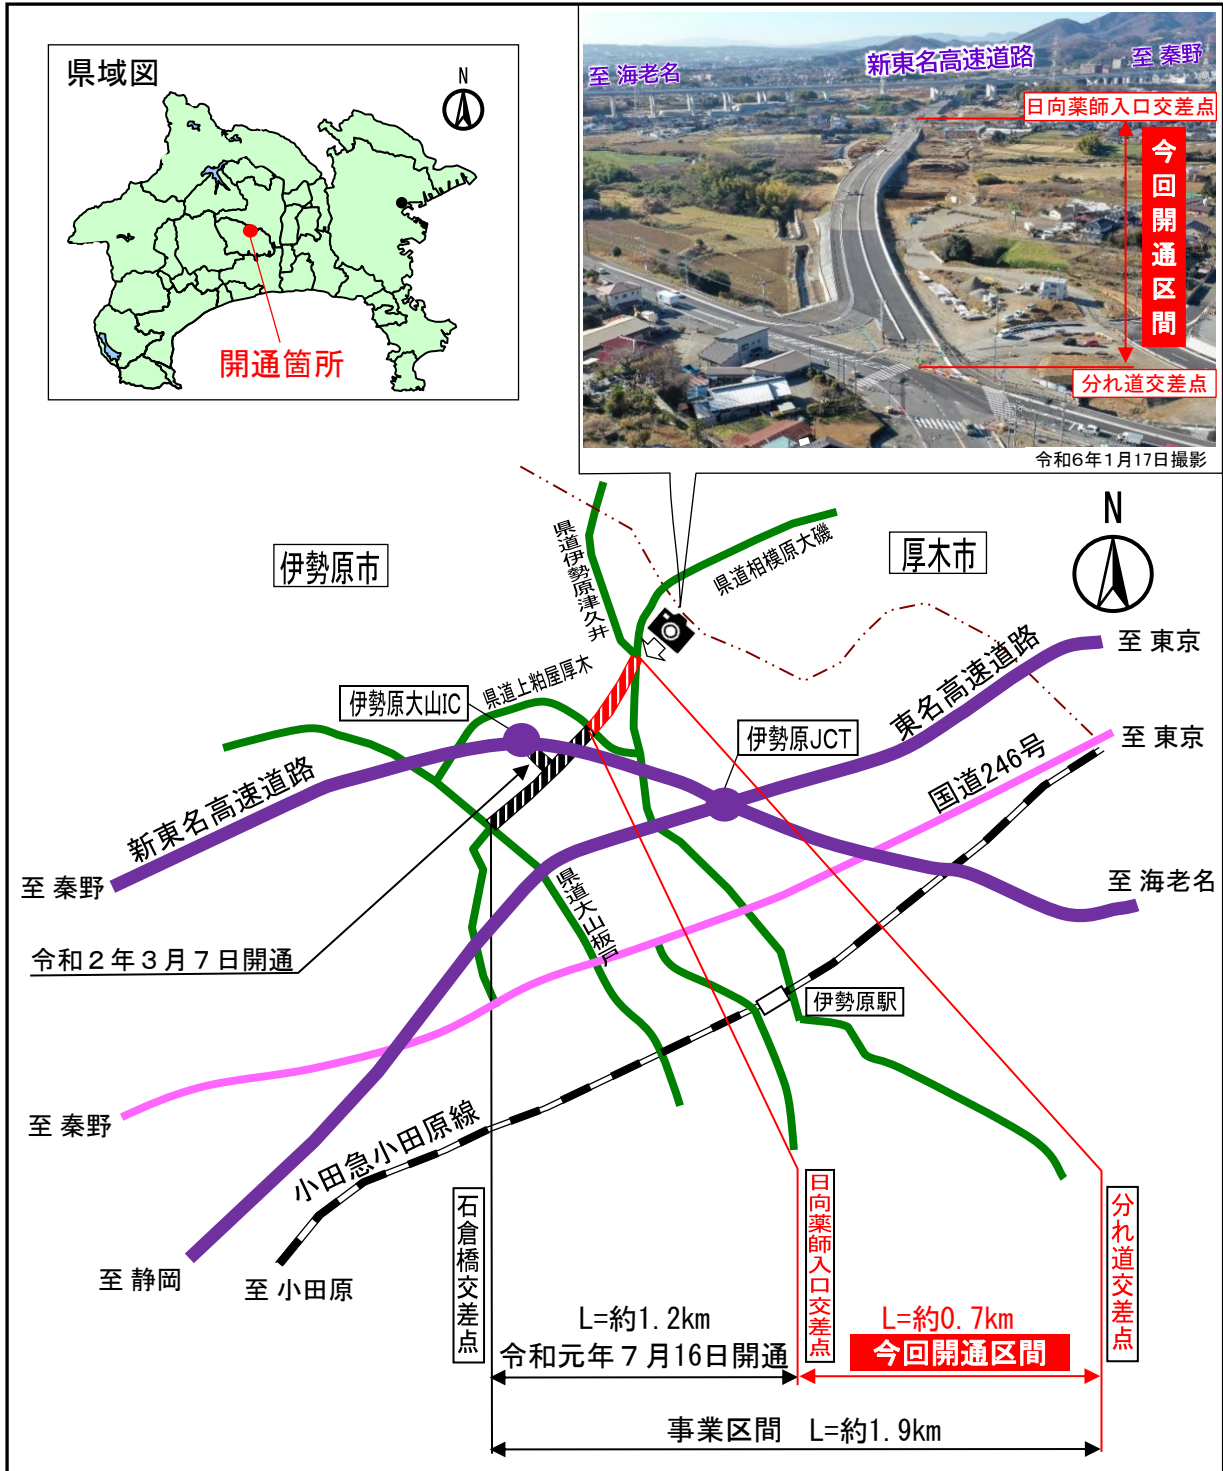 県域図
N
開通箇所
至 海老名
新東名高速道路
至 秦野
日向薬師入口交差点
今回開通区間
分れ道交差点
令和6年1月17日撮影
伊勢原市
県道伊勢原津久井
県道相模原大磯
厚木市
N
県道上粕屋厚木
伊勢原大山IC
伊勢原JCT
東名高速道路
至 東京
至 東京
国道246号
新東名高速道路
至 秦野
県道大山板戸
至 海老名
令和2年3月7日開通
伊勢原駅
至 秦野
小田急小田原線
至 静岡
至 小田原
石倉橋交差点
日向薬師入口交差点
分れ道交差点
L=約1.2km
令和元年7月16日開通
L=約0.7km
今回開通区間
事業区間 L=約1.9km